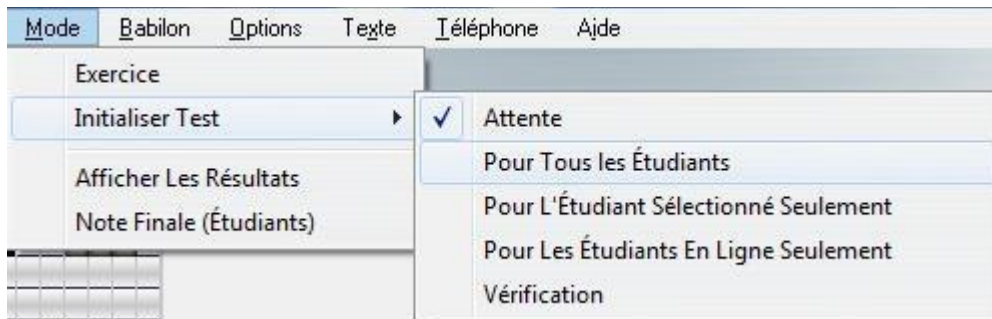 Mode Babilon Options Texte Téléphone Aide
Exercice
Initialiser Test
Afficher Les Résultats
Note Finale (Étudiants)
Attente
Pour Tous les Étudiants
Pour L'Étudiant Sélectionné Seulement
Pour Les Étudiants En Ligne Seulement
Vérification